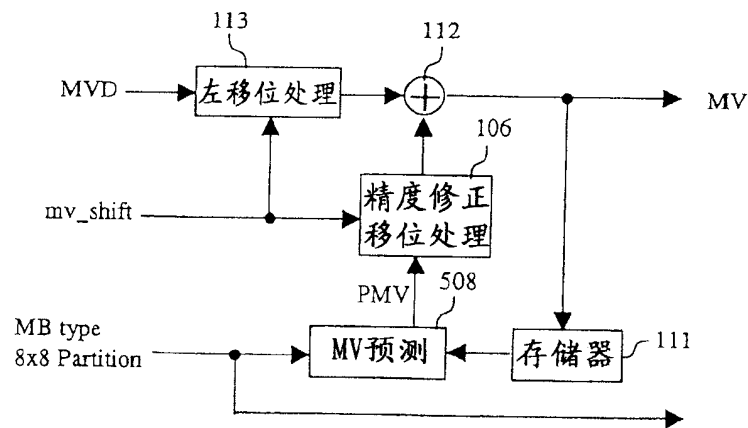 113
112
MVD
左移位处理
MV
106
mv_shift
精度修正
移位处理
PMV
508
MB type
8x8 Partition
MV预测
存储器
111